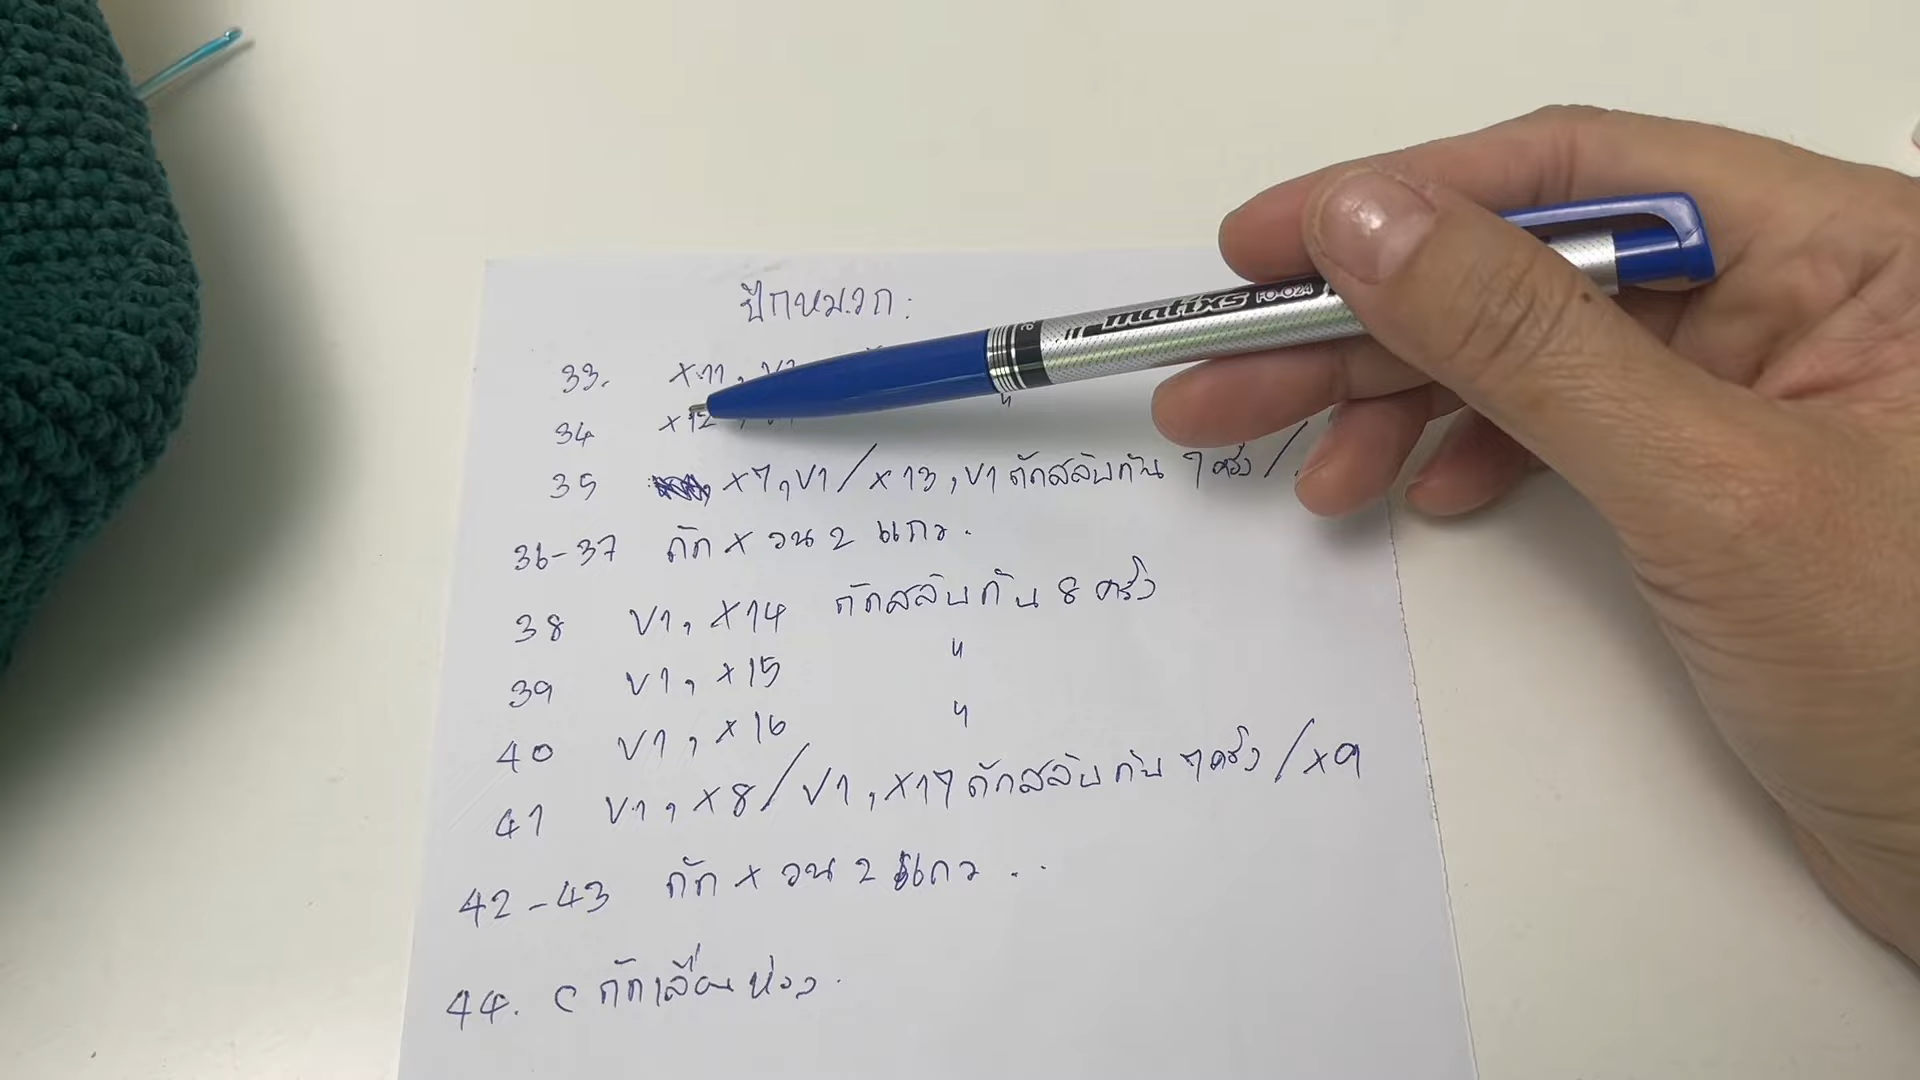 ปีกหมวก:
matixs FO-024
33. x11, V1
34 x12, V1 "
35 x7, V1 / x13, V1 ถักสลับกัน 7 ครั้ง /
36-37 ถัก x วน 2 แถว.
38 V1, x14 ถักสลับกัน 8 ครั้ง
39 V1, x15 "
40 V1, x16 "
41 V1, x8 / V1, x17 ถักสลับกัน 7 ครั้ง / x9
42-43 ถัก x วน 2 แถว ..
44. C ถักเลื่อนห่วง.